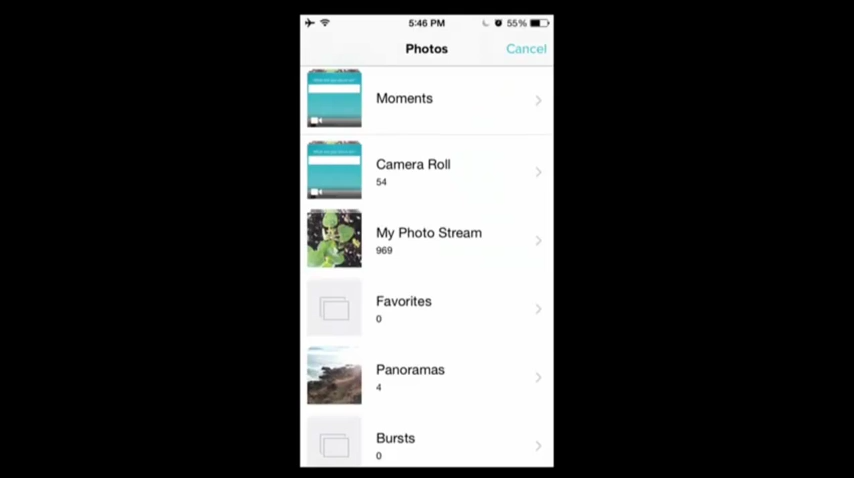 5:46 PM 55%
Photos Cancel
Moments
Camera Roll
54
My Photo Stream
969
Favorites
0
Panoramas
4
Bursts
0